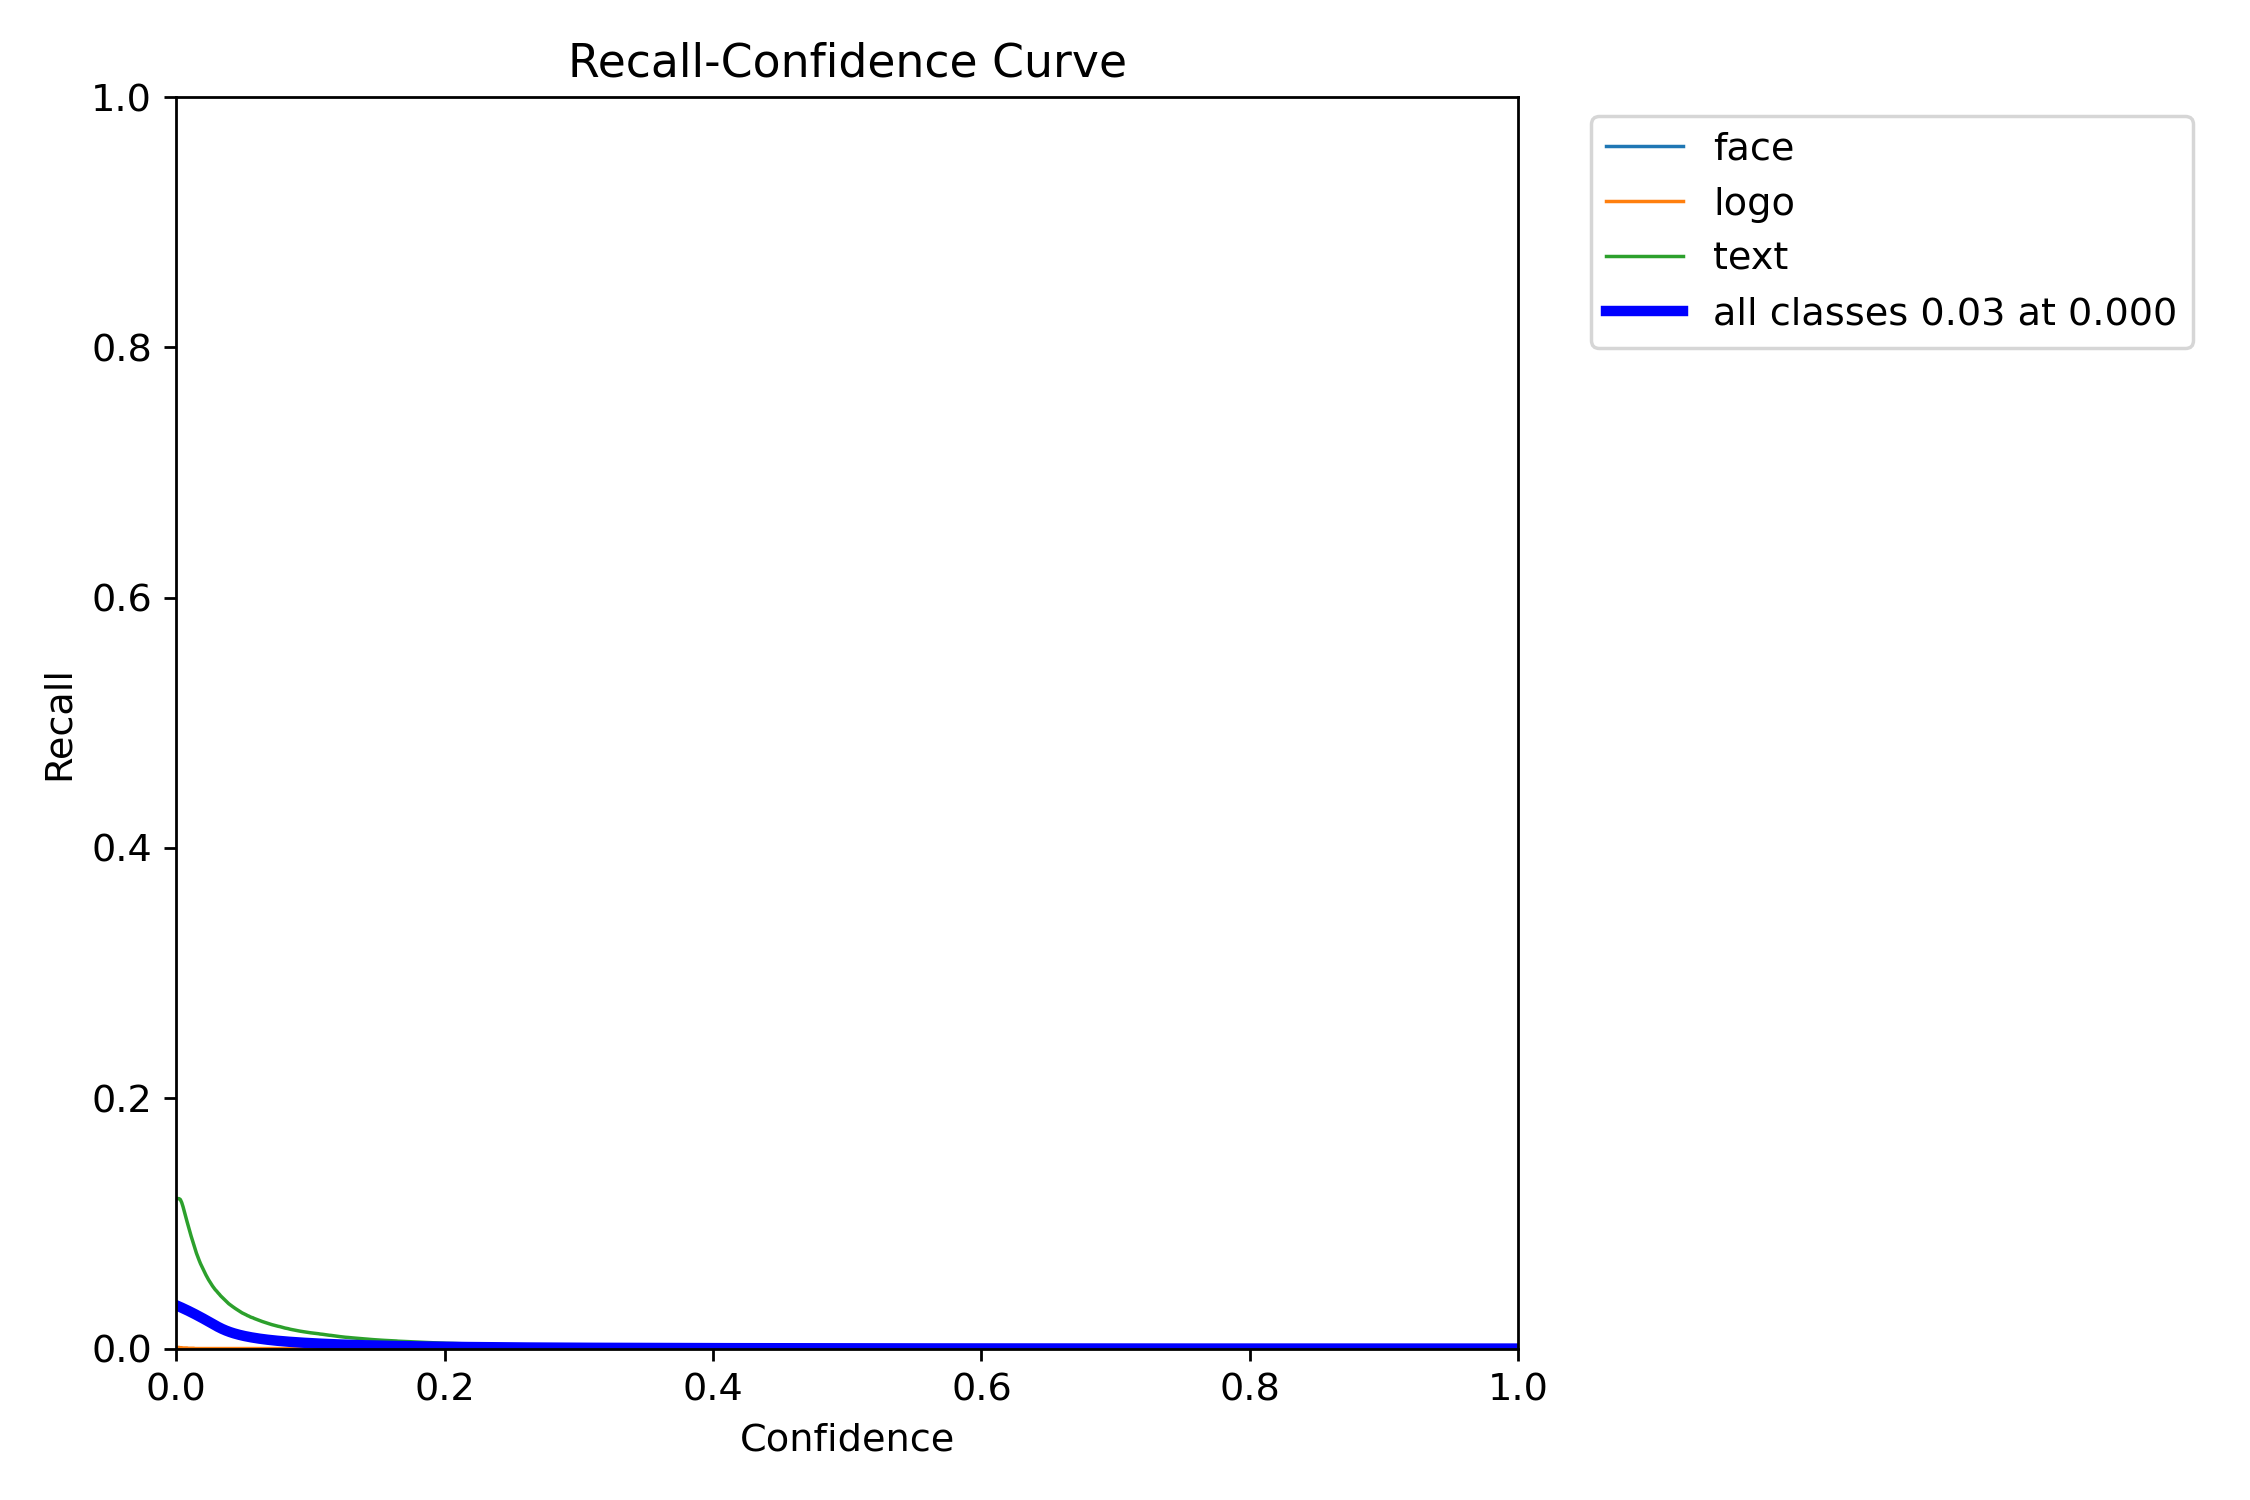 Recall-Confidence Curve
1.0
0.8
0.6
0.4
0.2
0.0
Recall
0.0 0.2 0.4 0.6 0.8 1.0
Confidence
face
logo
text
all classes 0.03 at 0.000